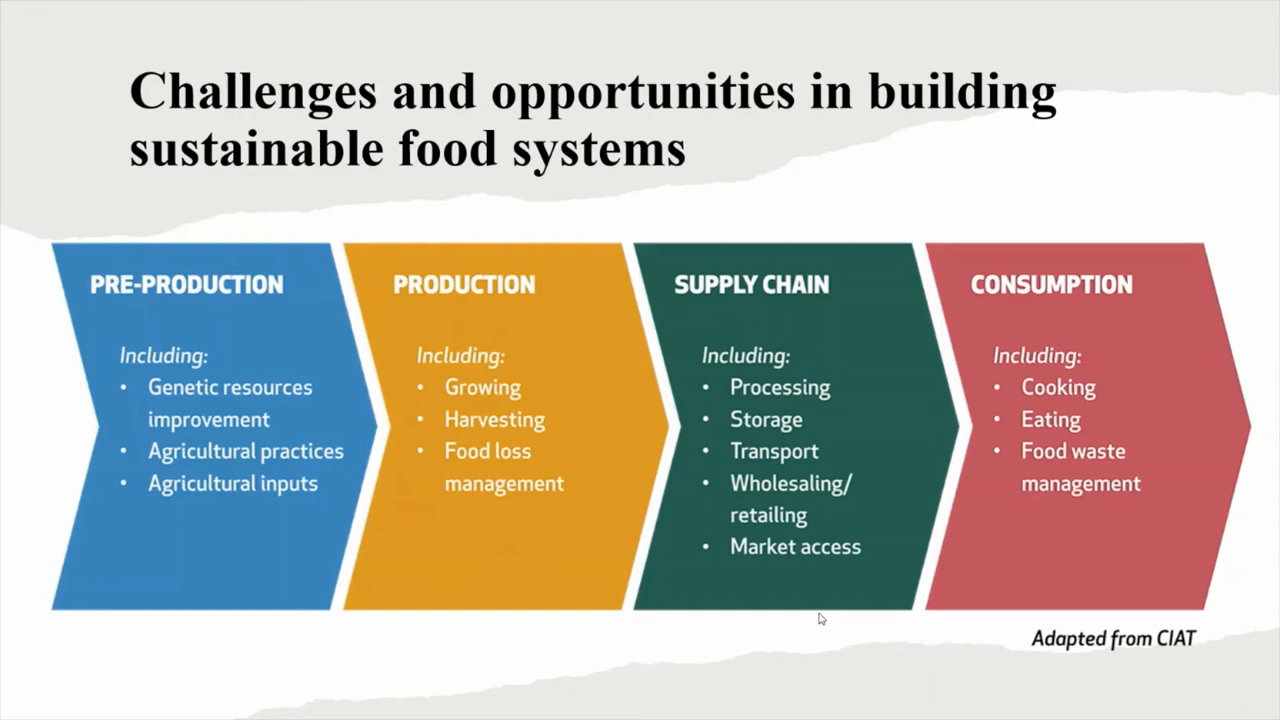 Challenges and opportunities in building
sustainable food systems
PRE-PRODUCTION
Including:
• Genetic resources
improvement
• Agricultural practices
• Agricultural inputs
PRODUCTION
Including:
• Growing
• Harvesting
• Food loss
management
SUPPLY CHAIN
Including:
• Processing
• Storage
• Transport
• Wholesaling/
retailing
• Market access
CONSUMPTION
Including:
• Cooking
• Eating
• Food waste
management
Adapted from CIAT